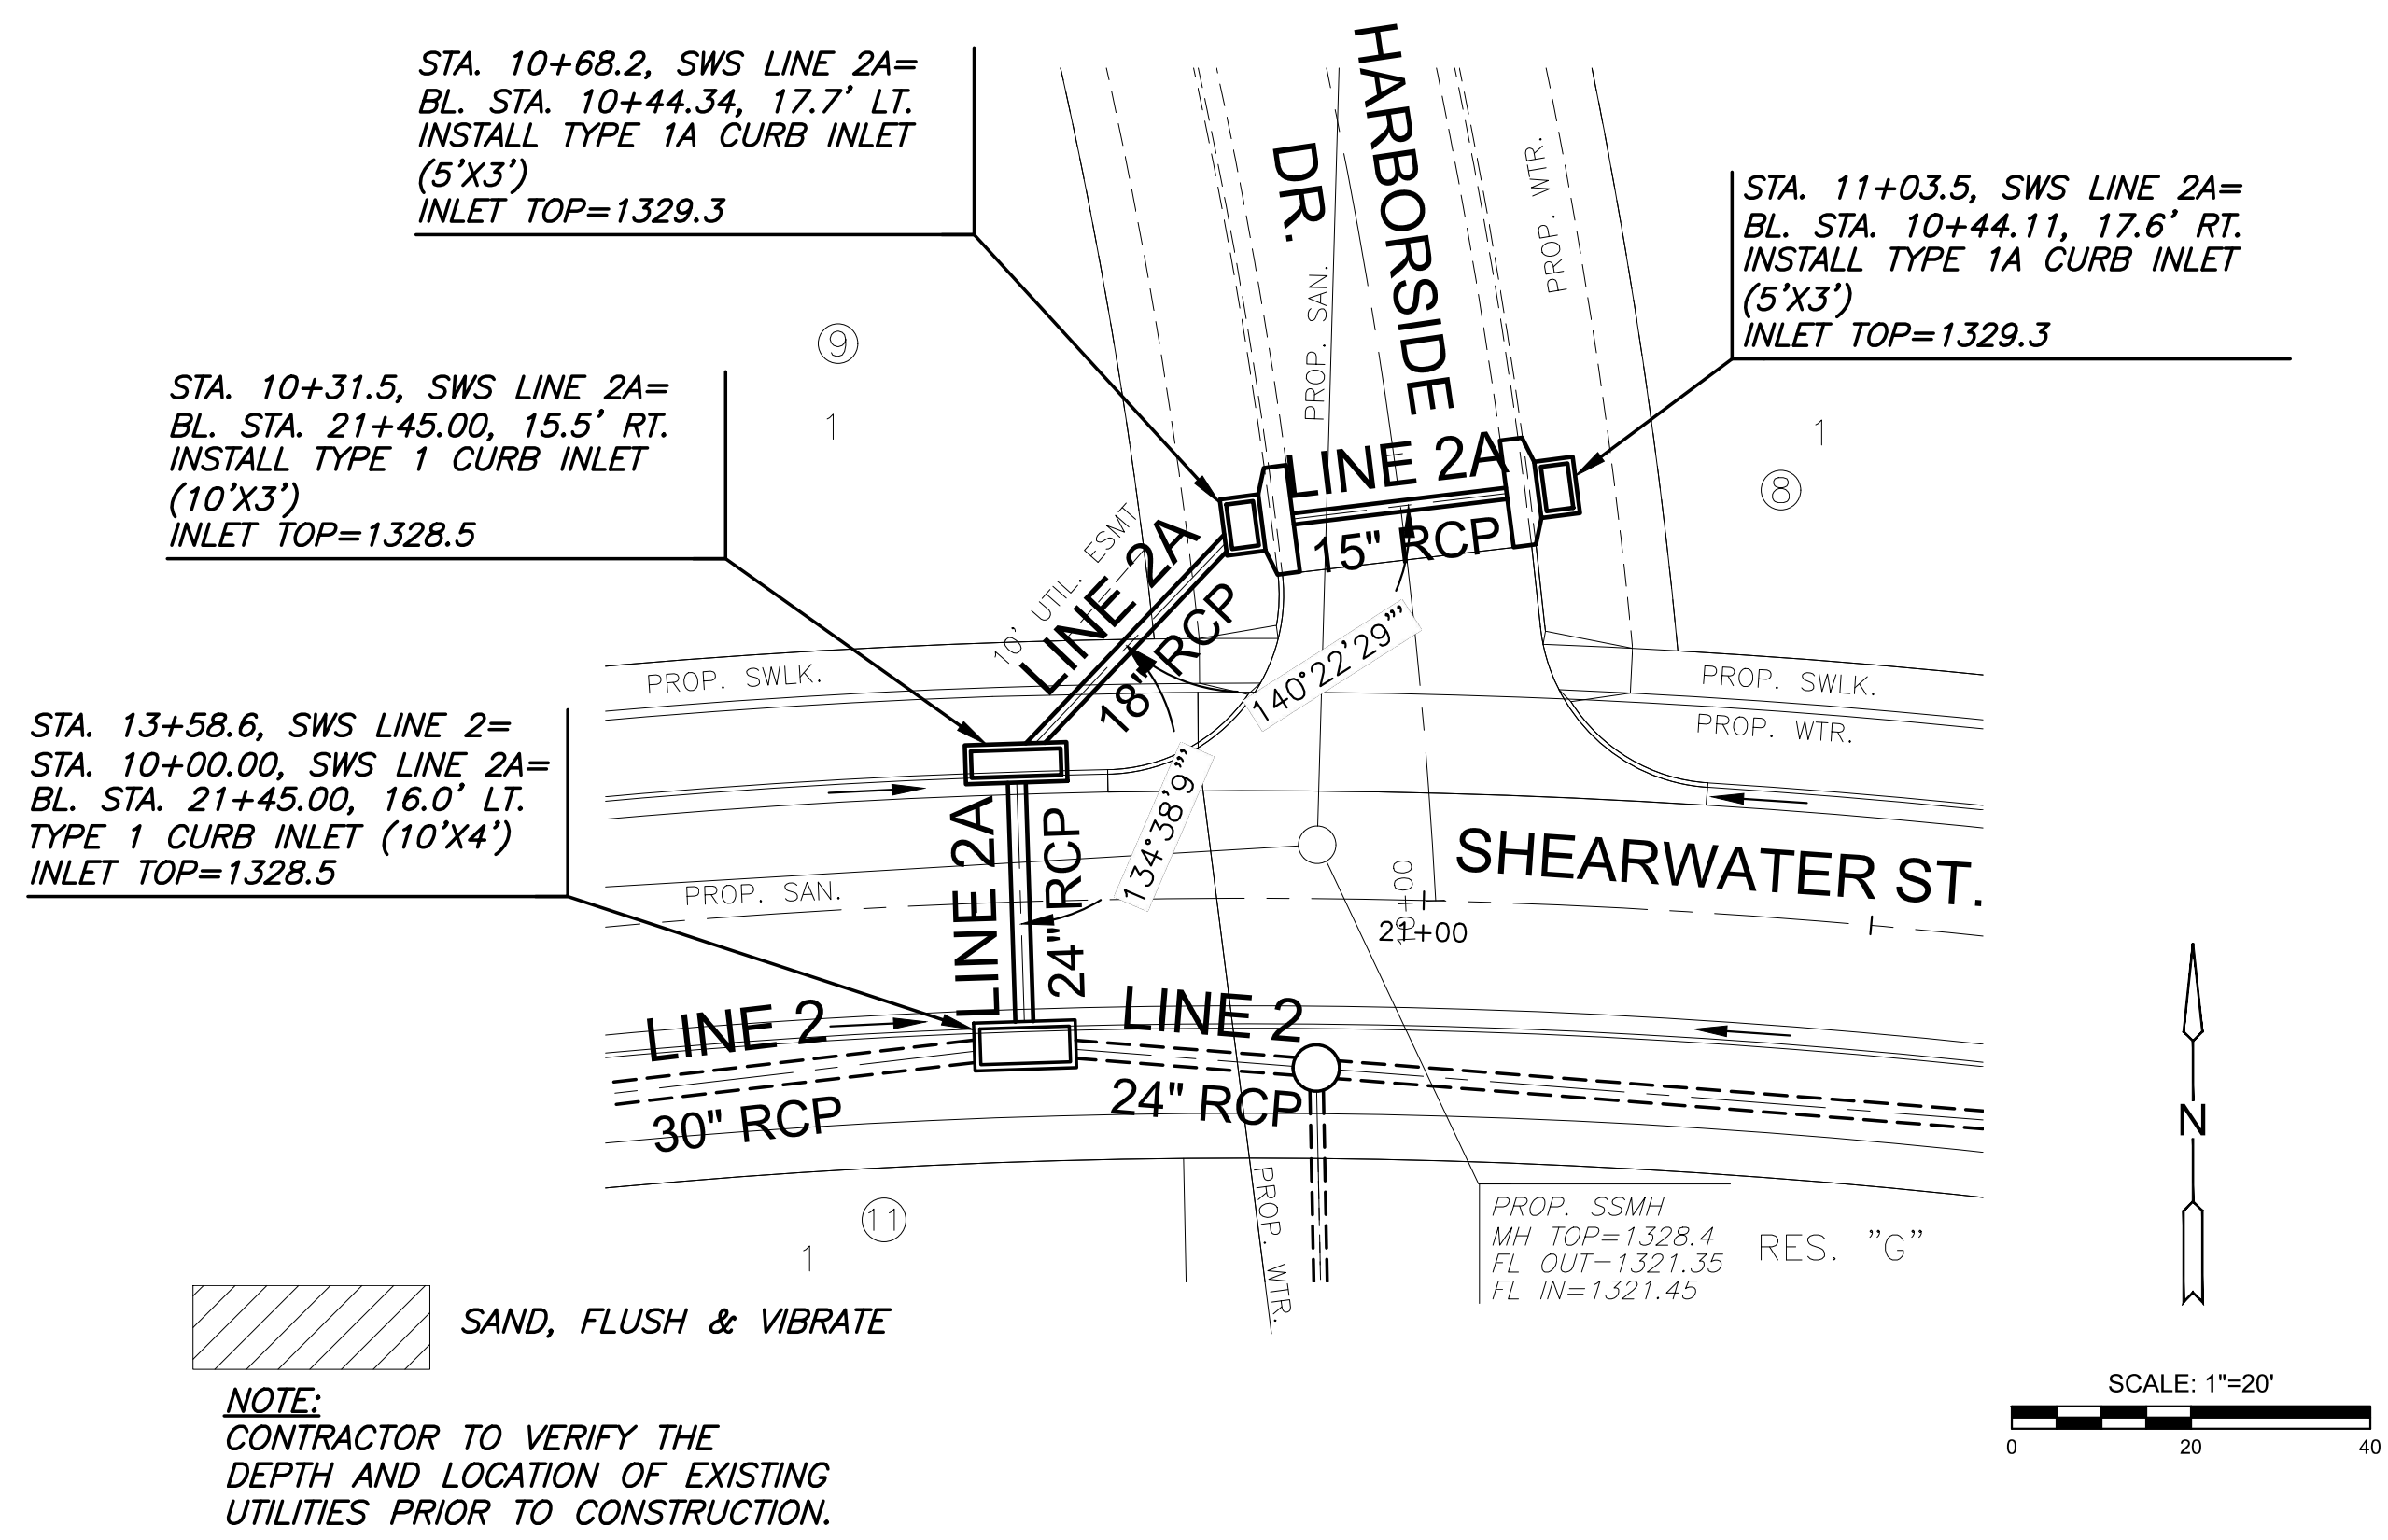 STA. 10+68.2, SWS LINE 2A=
BL. STA. 10+44.34, 17.7' LT.
INSTALL TYPE 1A CURB INLET
(5'X3')
INLET TOP=1329.3
HARBORSIDE
DR.
PROP. SAN.
PROP. WTR.
STA. 11+03.5, SWS LINE 2A=
BL. STA. 10+44.11, 17.6' RT.
INSTALL TYPE 1A CURB INLET
(5'X3')
INLET TOP=1329.3
9
1
STA. 10+31.5, SWS LINE 2A=
BL. STA. 21+45.00, 15.5' RT.
INSTALL TYPE 1 CURB INLET
(10'X3')
INLET TOP=1328.5
1
8
LINE 2A
15" RCP
10' UTIL. ESMT
LINE 2A
18" RCP
140°22'29"
134°38'9"
PROP. SWLK.
PROP. SWLK.
PROP. WTR.
STA. 13+58.6, SWS LINE 2=
STA. 10+00.00, SWS LINE 2A=
BL. STA. 21+45.00, 16.0' LT.
TYPE 1 CURB INLET (10'X4')
INLET TOP=1328.5
LINE 2A
24" RCP
PROP. SAN.
SHEARWATER ST.
10+00
21+00
LINE 2
30" RCP
LINE 2
24" RCP
PROP. WTR.
11
1
PROP. SSMH
MH TOP=1328.4
FL OUT=1321.35
FL IN=1321.45
RES. "G"
N
SAND, FLUSH & VIBRATE
NOTE:
CONTRACTOR TO VERIFY THE
DEPTH AND LOCATION OF EXISTING
UTILITIES PRIOR TO CONSTRUCTION.
SCALE: 1"=20'
0 20 40